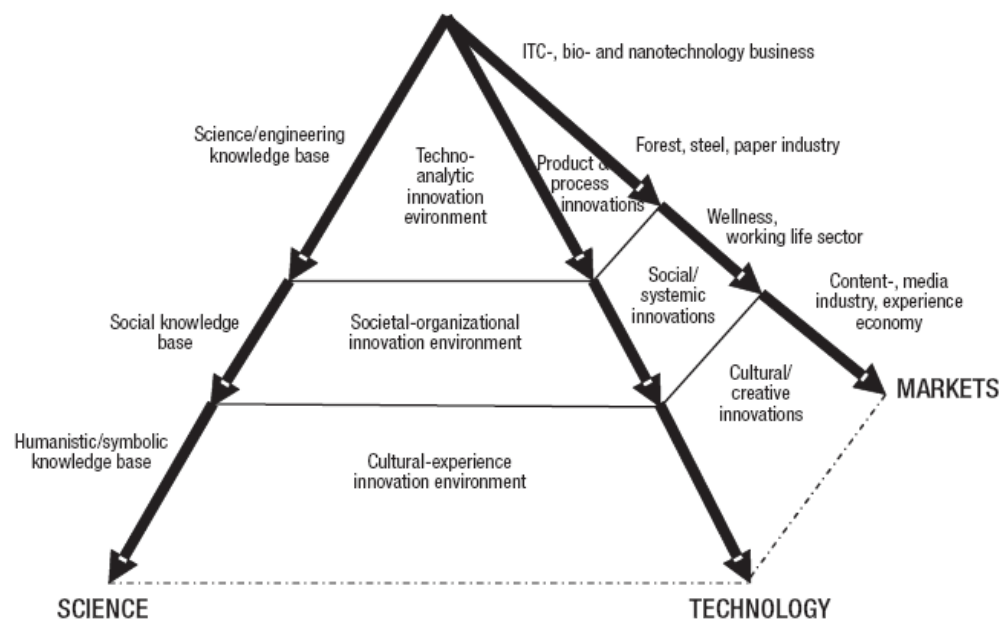 ITC-, bio- and nanotechnology business
Science/engineering
knowledge base
Techno-
analytic
innovation
evironment
Product &
process
innovations
Forest, steel, paper industry
Wellness,
working life sector
Social knowledge
base
Societal-organizational
innovation environment
Social/
systemic
innovations
Content-, media
industry, experience
economy
Cultural/
creative
innovations
MARKETS
Humanistic/symbolic
knowledge base
Cultural-experience
innovation environment
SCIENCE
TECHNOLOGY